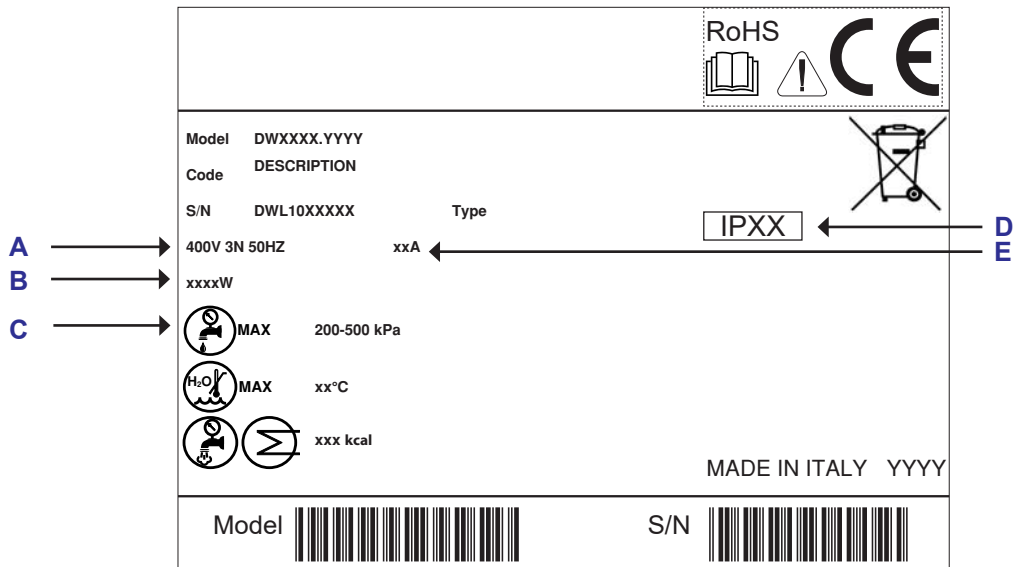 RoHS
CE
Model DWXXXX.YYYY
Code DESCRIPTION
S/N DWL10XXXXX Type
IPXX D
A 400V 3N 50HZ xxA E
B xxxxW
C MAX 200-500 kPa
H₂O MAX xx°C
xxx kcal
MADE IN ITALY YYYY
Model S/N